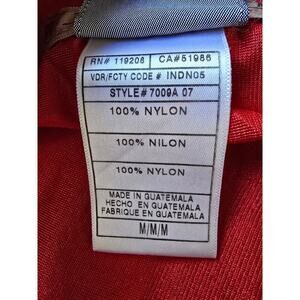 RN# 119208 CA#51986
VDR/FCTY CODE # INDN05
STYLE# 7009A 07
100% NYLON
100% NILON
100% NYLON
MADE IN GUATEMALA
HECHO EN GUATEMALA
FABRIQUE EN GUATEMALA
M/M/M